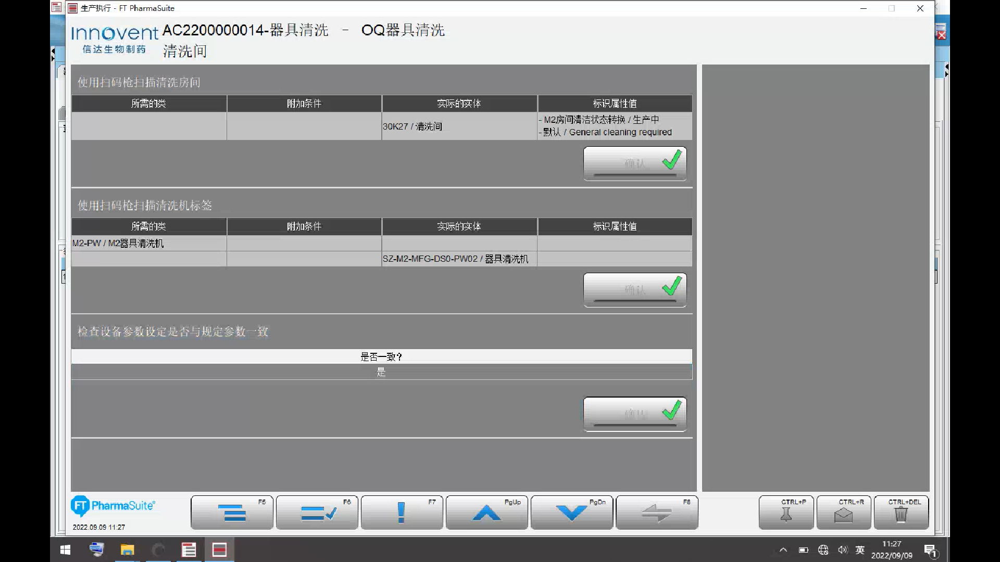 生产执行 - FT PharmaSuite
Innovent
信达生物制药
AC2200000014-器具清洗 - OQ器具清洗
清洗间
使用扫码枪扫描清洗房间
所需的类 附加条件 实际的实体 标识属性值
30K27 / 清洗间
- M2房间清洁状态转换 / 生产中
- 默认 / General cleaning required
确认
使用扫码枪扫描清洗机标签
所需的类 附加条件 实际的实体 标识属性值
M2-PW / M2器具清洗机
SZ-M2-MFG-DS0-PW02 / 器具清洗机
确认
检查设备参数设定是否与规定参数一致
是否一致?
是
确认
FT PharmaSuite®
2022.09.09 11:27
F5 F6 F7 PgUp PgDn F8 CTRL+P CTRL+R CTRL+DEL
英
11:27
2022/09/09
1